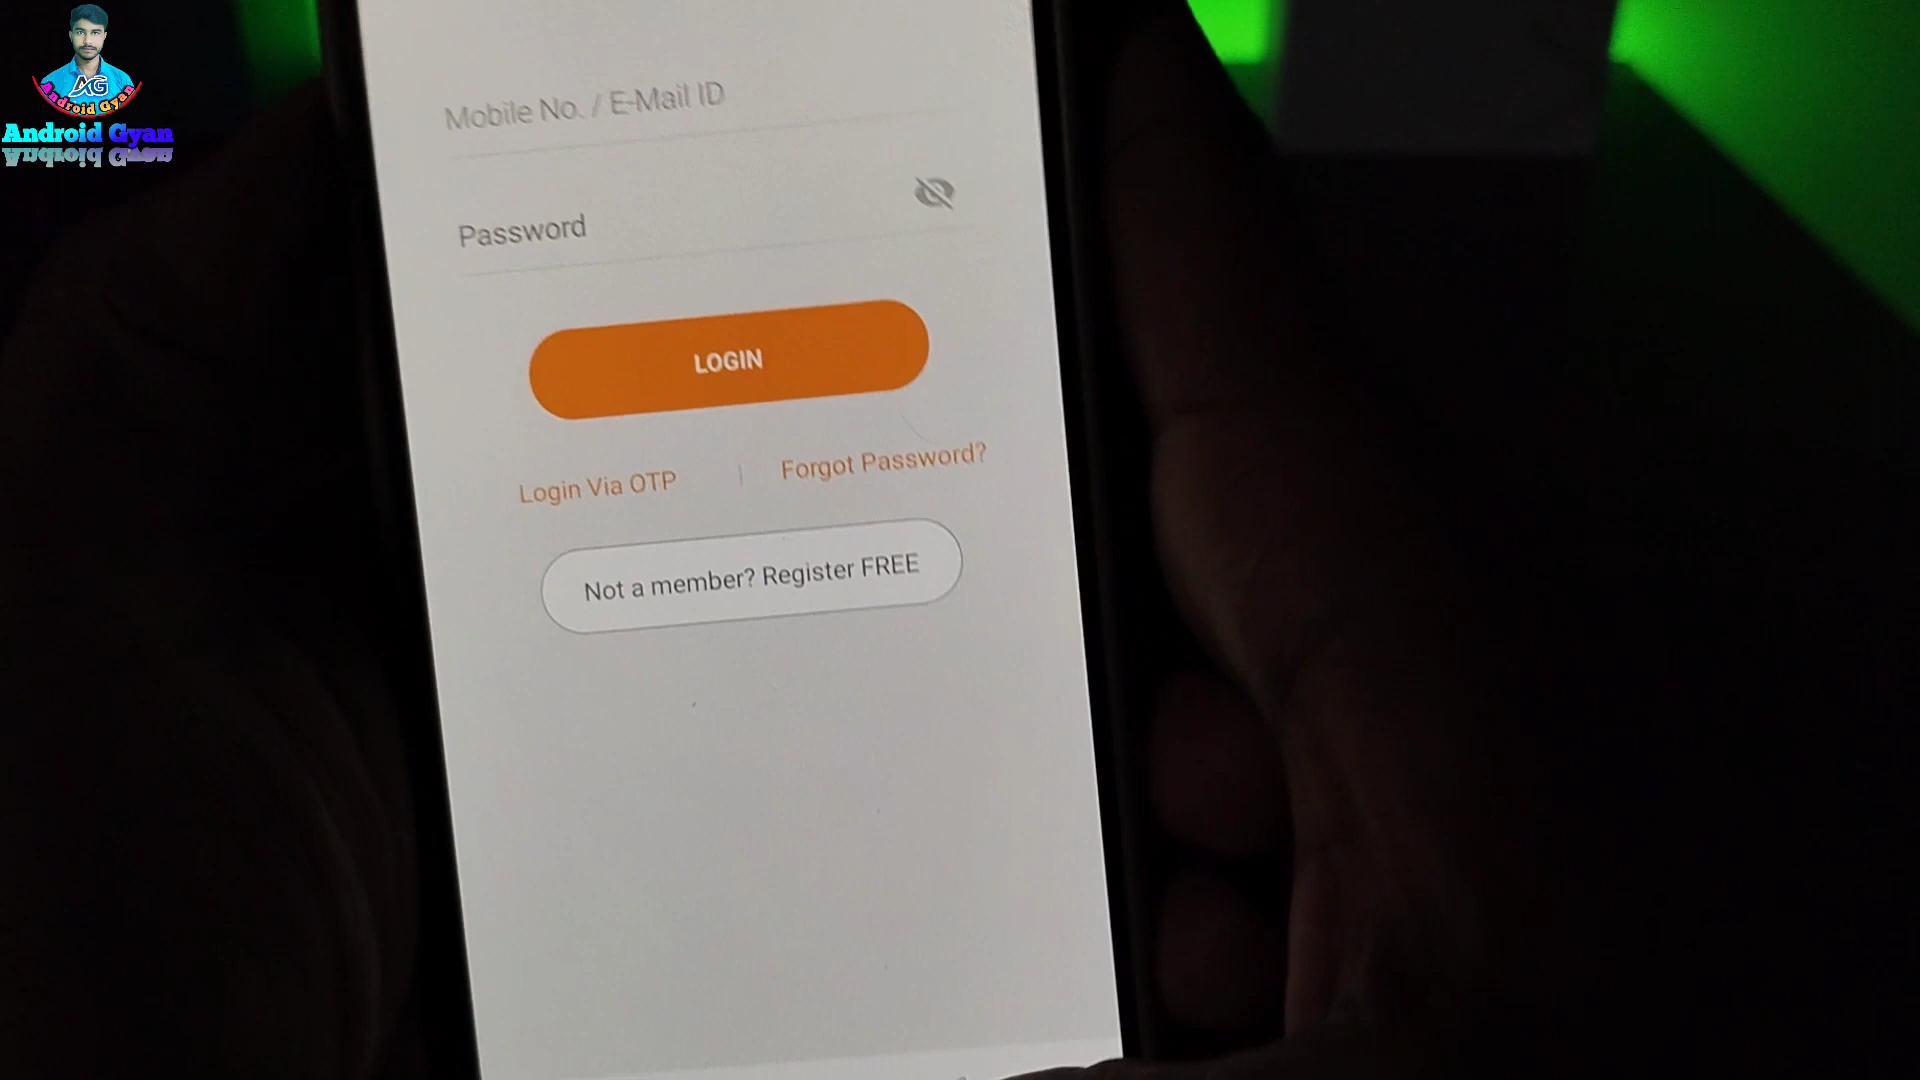 AG
Android Gyan
Android Gyan
Mobile No. / E-Mail ID
Password
LOGIN
Login Via OTP | Forgot Password?
Not a member? Register FREE